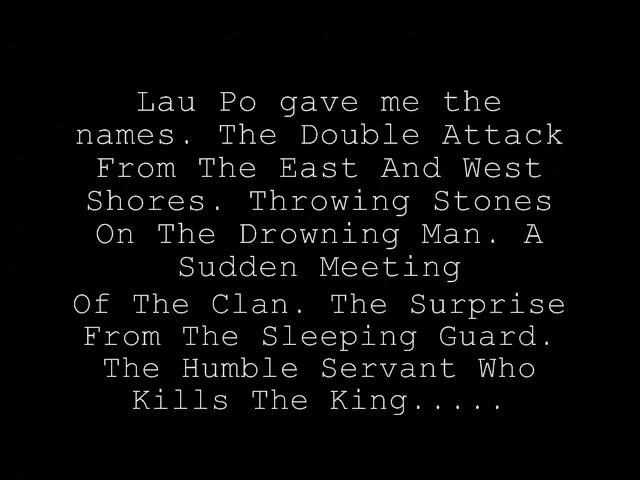 Lau Po gave me the
names. The Double Attack
From The East And West
Shores. Throwing Stones
On The Drowning Man. A
Sudden Meeting
Of The Clan. The Surprise
From The Sleeping Guard.
The Humble Servant Who
Kills The King.....